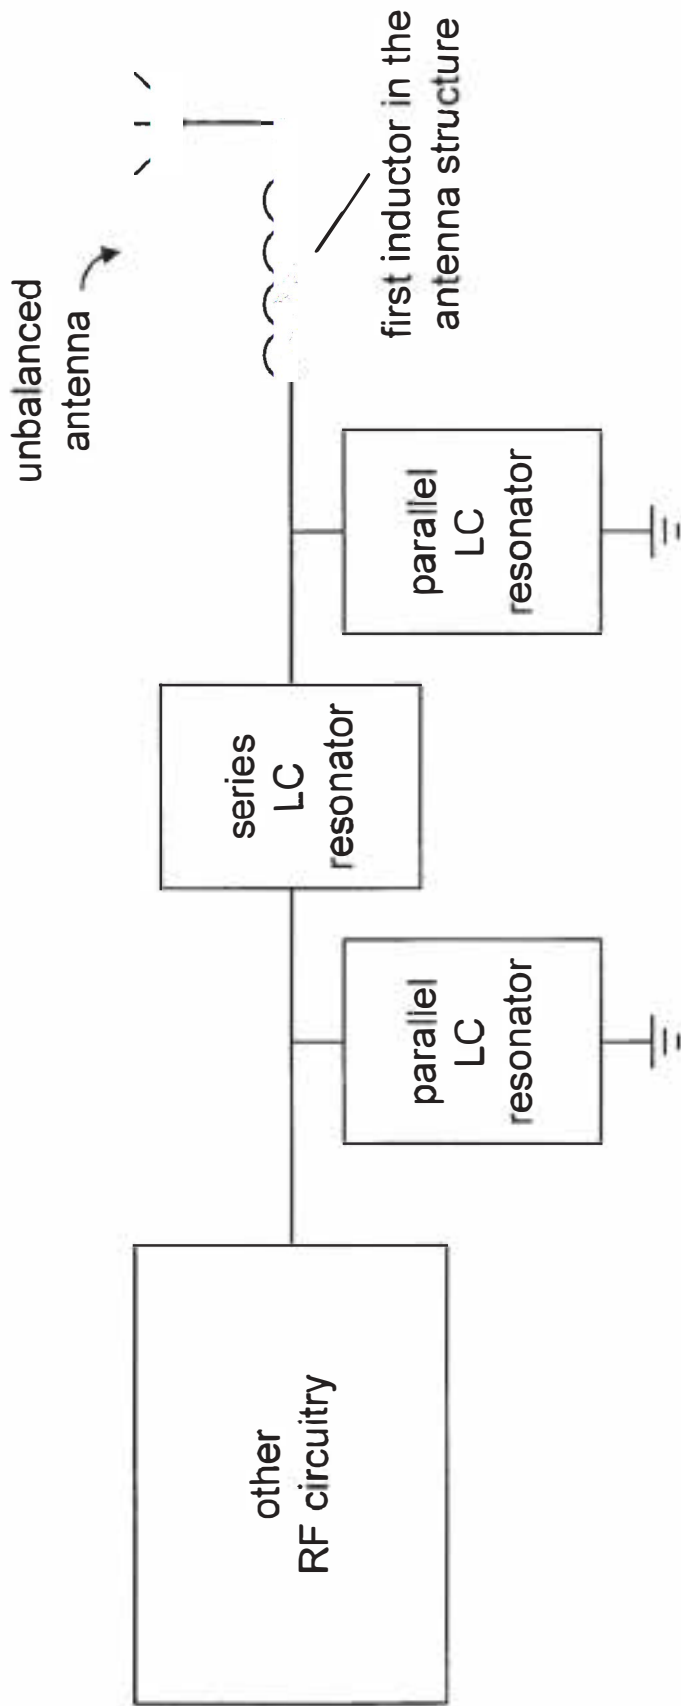 unbalanced
antenna
first inductor in the
antenna structure
parallel
LC
resonator
series
LC
resonator
parallel
LC
resonator
other
RF circuitry